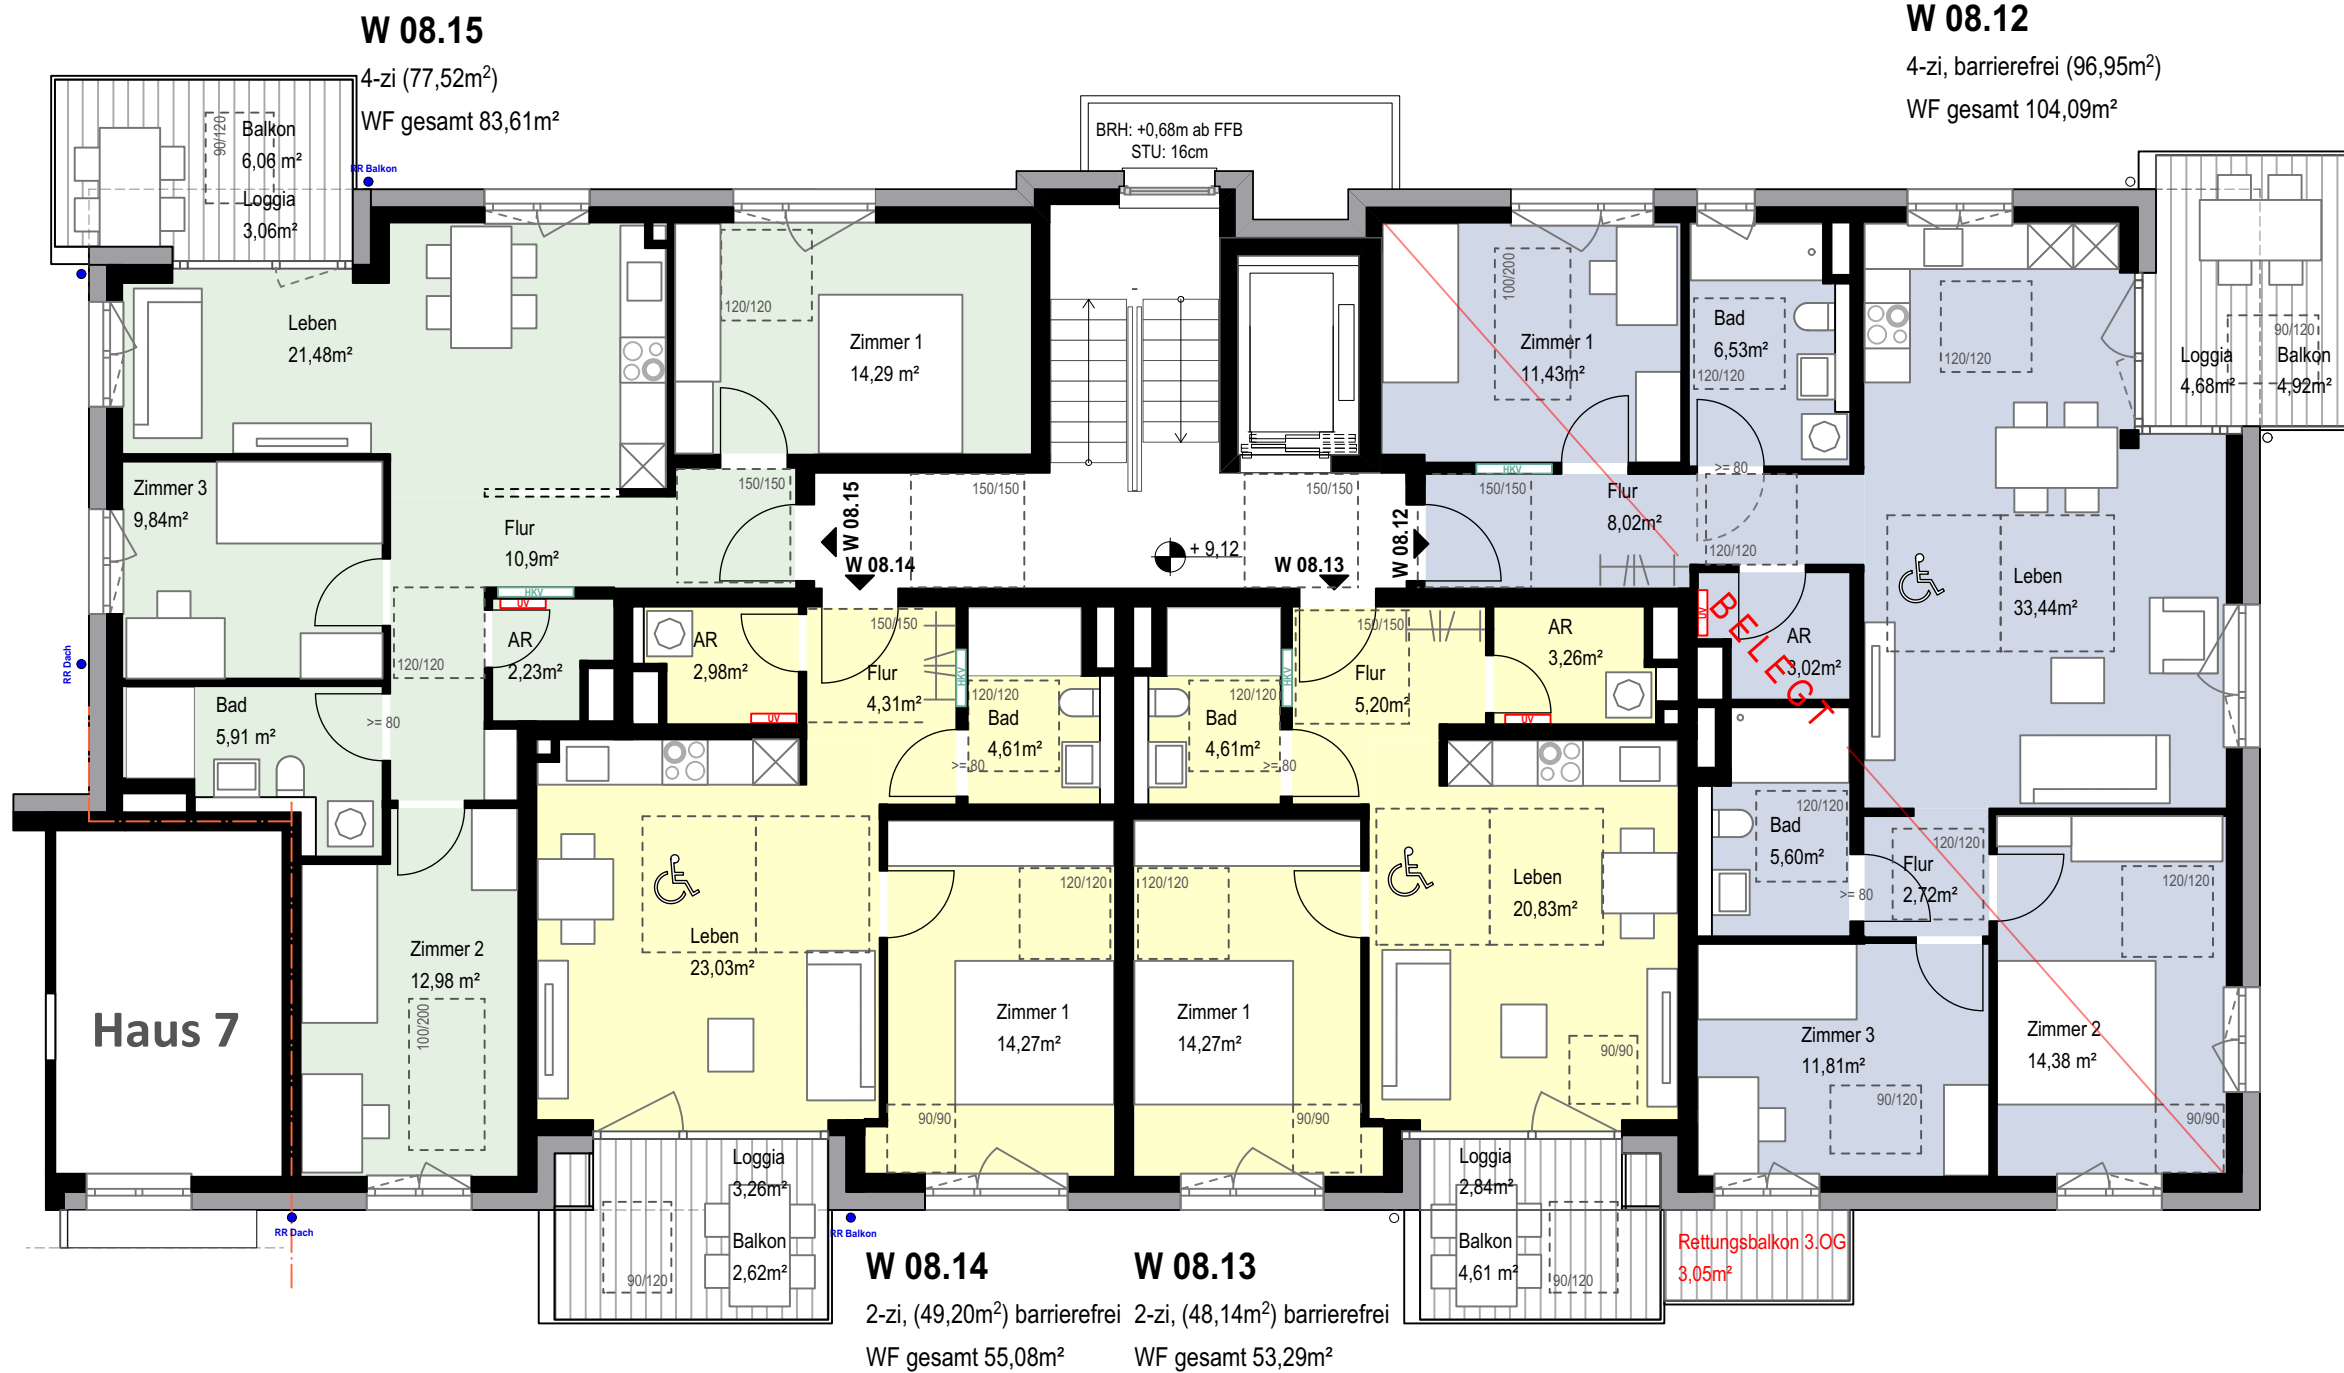 W 08.15
4-zi (77,52m²)
WF gesamt 83,61m²
W 08.12
4-zi, barrierefrei (96,95m²)
WF gesamt 104,09m²
BRH: +0,68m ab FFB
STU: 16cm
90/120
Balkon
6,06 m²
Loggia
3,06m²
RR Balkon
Leben
21,48m²
120/120
Zimmer 1
14,29 m²
100/200
Zimmer 1
11,43m²
Bad
6,53m²
120/120
120/120
90/120
Loggia
4,68m²
Balkon
4,92m²
Zimmer 3
9,84m²
Flur
10,9m²
150/150
W 08.15
W 08.14
150/150
-
+ 9,12
150/150
W 08.13
W 08.12
HKV
150/150
Flur
8,02m²
>= 80
120/120
Leben
33,44m²
HKV
UV
AR
2,23m²
120/120
RR Dach
Bad
5,91 m²
>= 80
AR
2,98m²
UV
150/150
Flur
4,31m²
HKV
120/120
Bad
4,61m²
>= 80
120/120
Bad
4,61m²
>= 80
HKV
150/150
Flur
5,20m²
AR
3,26m²
UV
UV
BELEGT
AR
3,02m²
120/120
Bad
5,60m²
>= 80
120/120
Flur
2,72m²
120/120
Haus 7
Zimmer 2
12,98 m²
100/200
Leben
23,03m²
120/120
Zimmer 1
14,27m²
90/90
120/120
Zimmer 1
14,27m²
90/90
Leben
20,83m²
90/90
Zimmer 3
11,81m²
90/120
Zimmer 2
14,38 m²
90/90
RR Dach
Loggia
3,26m²
Balkon
2,62m²
90/120
RR Balkon
Loggia
2,84m²
Balkon
4,61 m²
90/120
Rettungsbalkon 3.OG
3,05m²
W 08.14
2-zi, (49,20m²) barrierefrei
WF gesamt 55,08m²
W 08.13
2-zi, (48,14m²) barrierefrei
WF gesamt 53,29m²